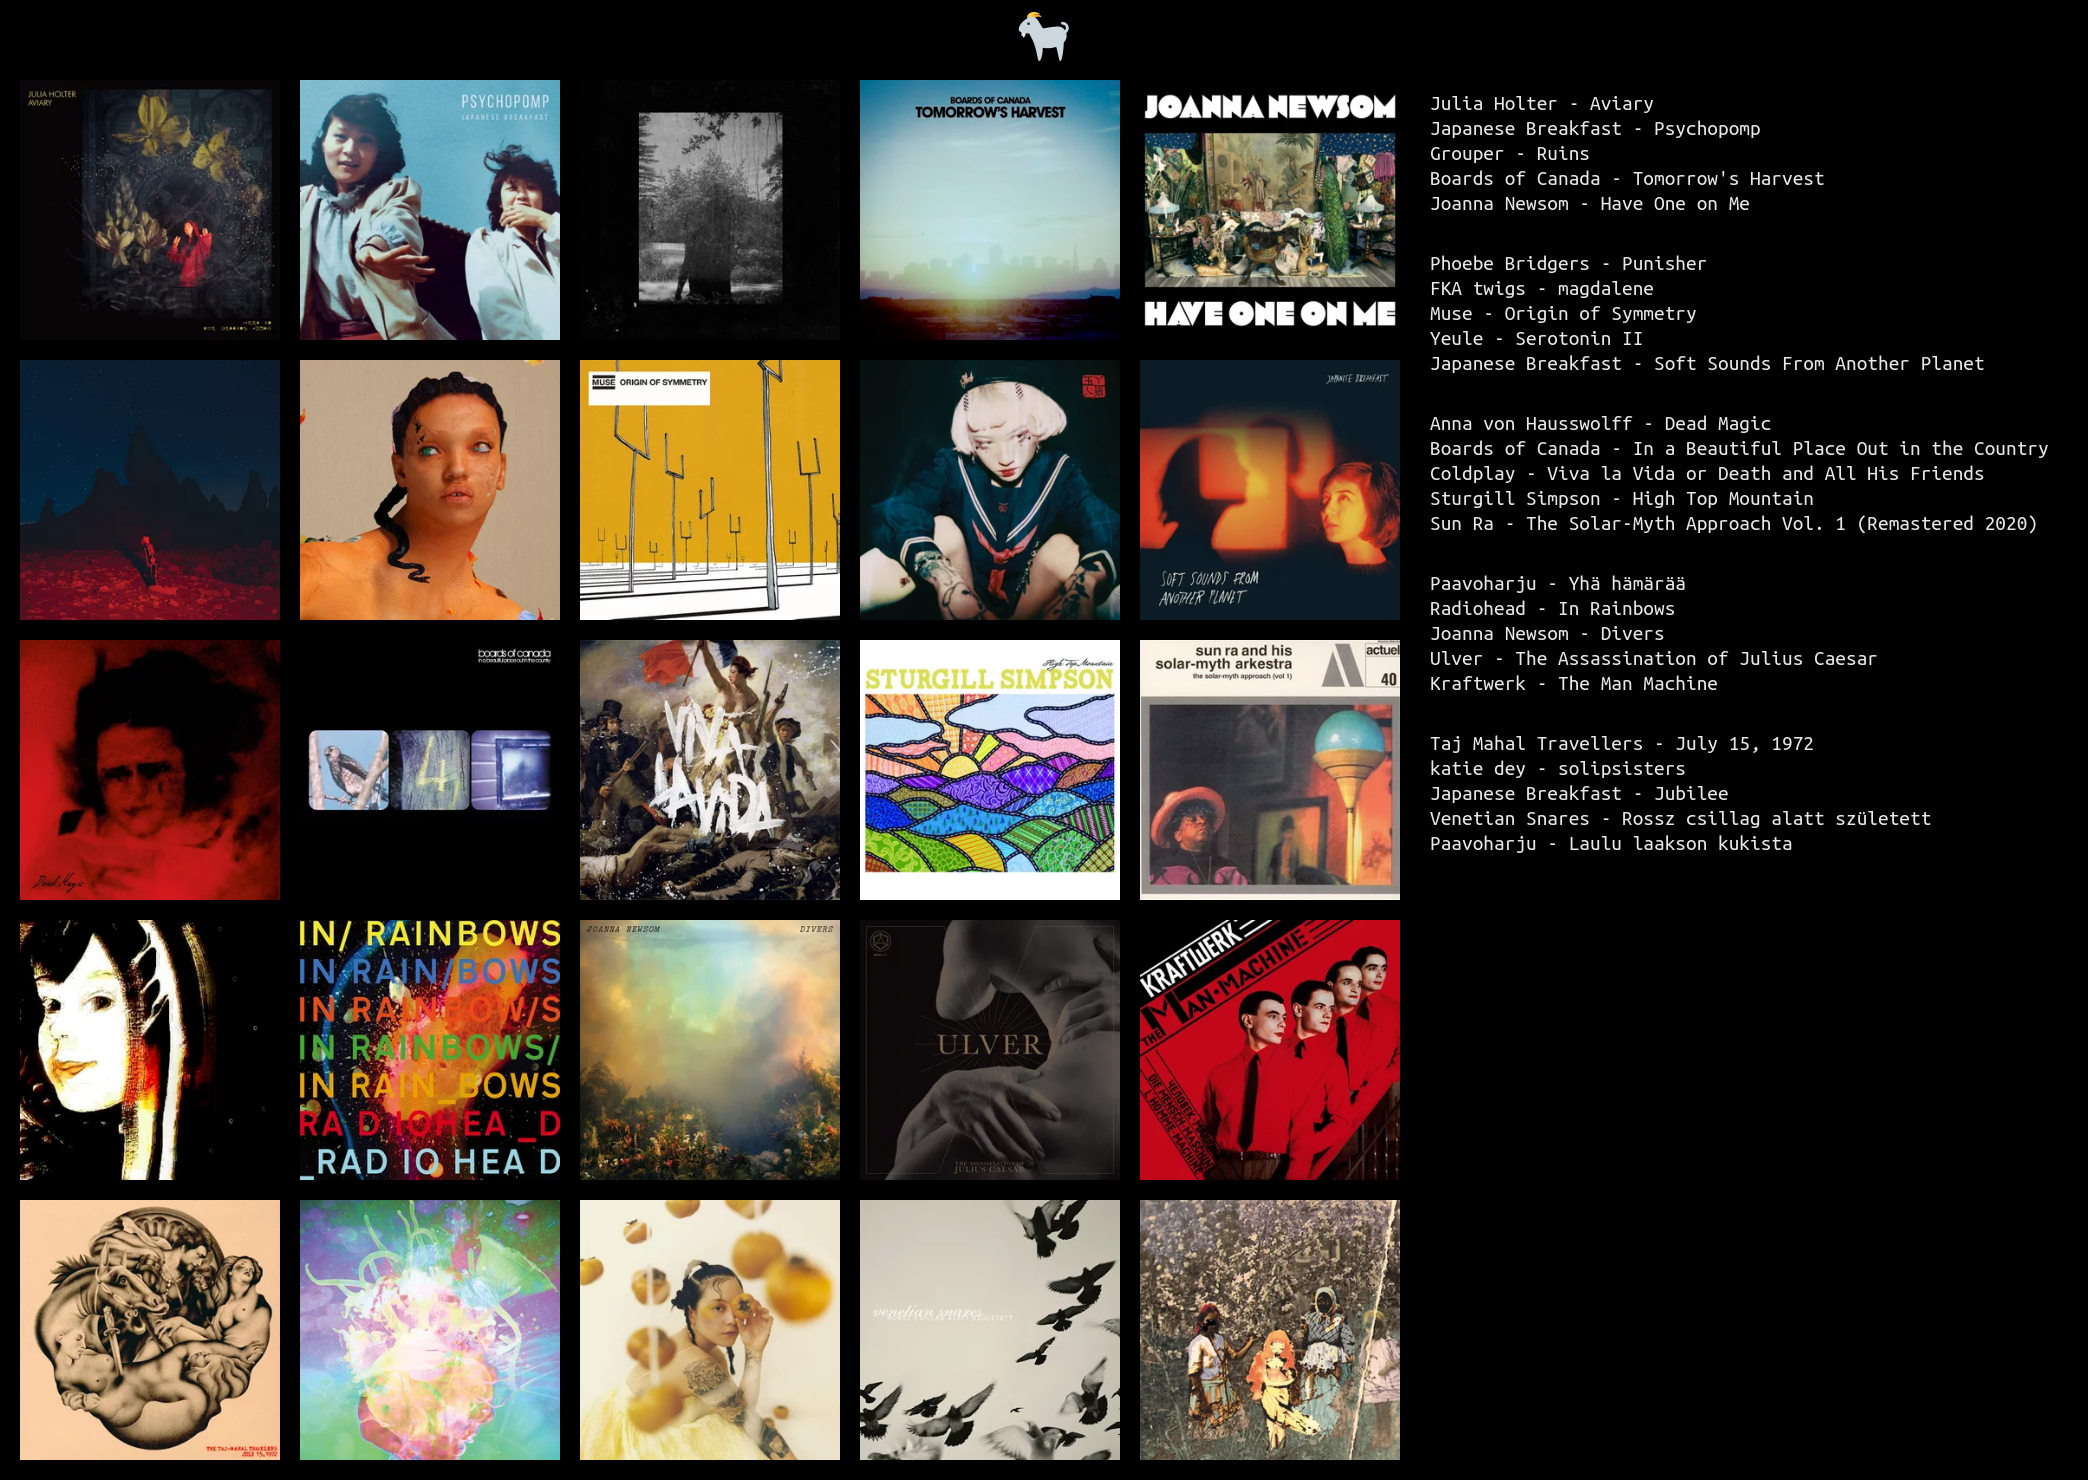 JULIA HOLTER
AVIARY
PSYCHOPOMP
JAPANESE BREAKFAST
BOARDS OF CANADA
TOMORROW'S HARVEST
JOANNA NEWSOM
HAVE ONE ON ME
Julia Holter - Aviary
Japanese Breakfast - Psychopomp
Grouper - Ruins
Boards of Canada - Tomorrow's Harvest
Joanna Newsom - Have One on Me
MUSE ORIGIN OF SYMMETRY
JAPANESE BREAKFAST
SOFT SOUNDS FROM
ANOTHER PLANET
Phoebe Bridgers - Punisher
FKA twigs - magdalene
Muse - Origin of Symmetry
Yeule - Serotonin II
Japanese Breakfast - Soft Sounds From Another Planet
Dead Magic
boards of canada
in a beautiful place out in the country
4
VIVA
LA VIDA
High Top Mountain
STURGILL SIMPSON
sun ra and his
solar-myth arkestra
the solar-myth approach (vol 1)
actuel
40
Anna von Hausswolff - Dead Magic
Boards of Canada - In a Beautiful Place Out in the Country
Coldplay - Viva la Vida or Death and All His Friends
Sturgill Simpson - High Top Mountain
Sun Ra - The Solar-Myth Approach Vol. 1 (Remastered 2020)
IN/ RAINBOWS
IN RAIN/BOWS
IN RAINBOW/S
IN RAINBOWS/
IN RAIN_BOWS
RA D IOHEA _D
_RAD IO HEA D
JOANNA NEWSOM
DIVERS
ULVER
THE ASSASSINATION OF
JULIUS CAESAR
KRAFTWERK
THE MAN·MACHINE
DIE MENSCH·MASCHINE
L'HOMME·MACHINE
Paavoharju - Yhä hämärää
Radiohead - In Rainbows
Joanna Newsom - Divers
Ulver - The Assassination of Julius Caesar
Kraftwerk - The Man Machine
THE TAJ-MAHAL TRAVELLERS
JULY 15, 1972
venetian snares
ROSSZ CSILLAG ALATT SZÜLETETT
Taj Mahal Travellers - July 15, 1972
katie dey - solipsisters
Japanese Breakfast - Jubilee
Venetian Snares - Rossz csillag alatt született
Paavoharju - Laulu laakson kukista